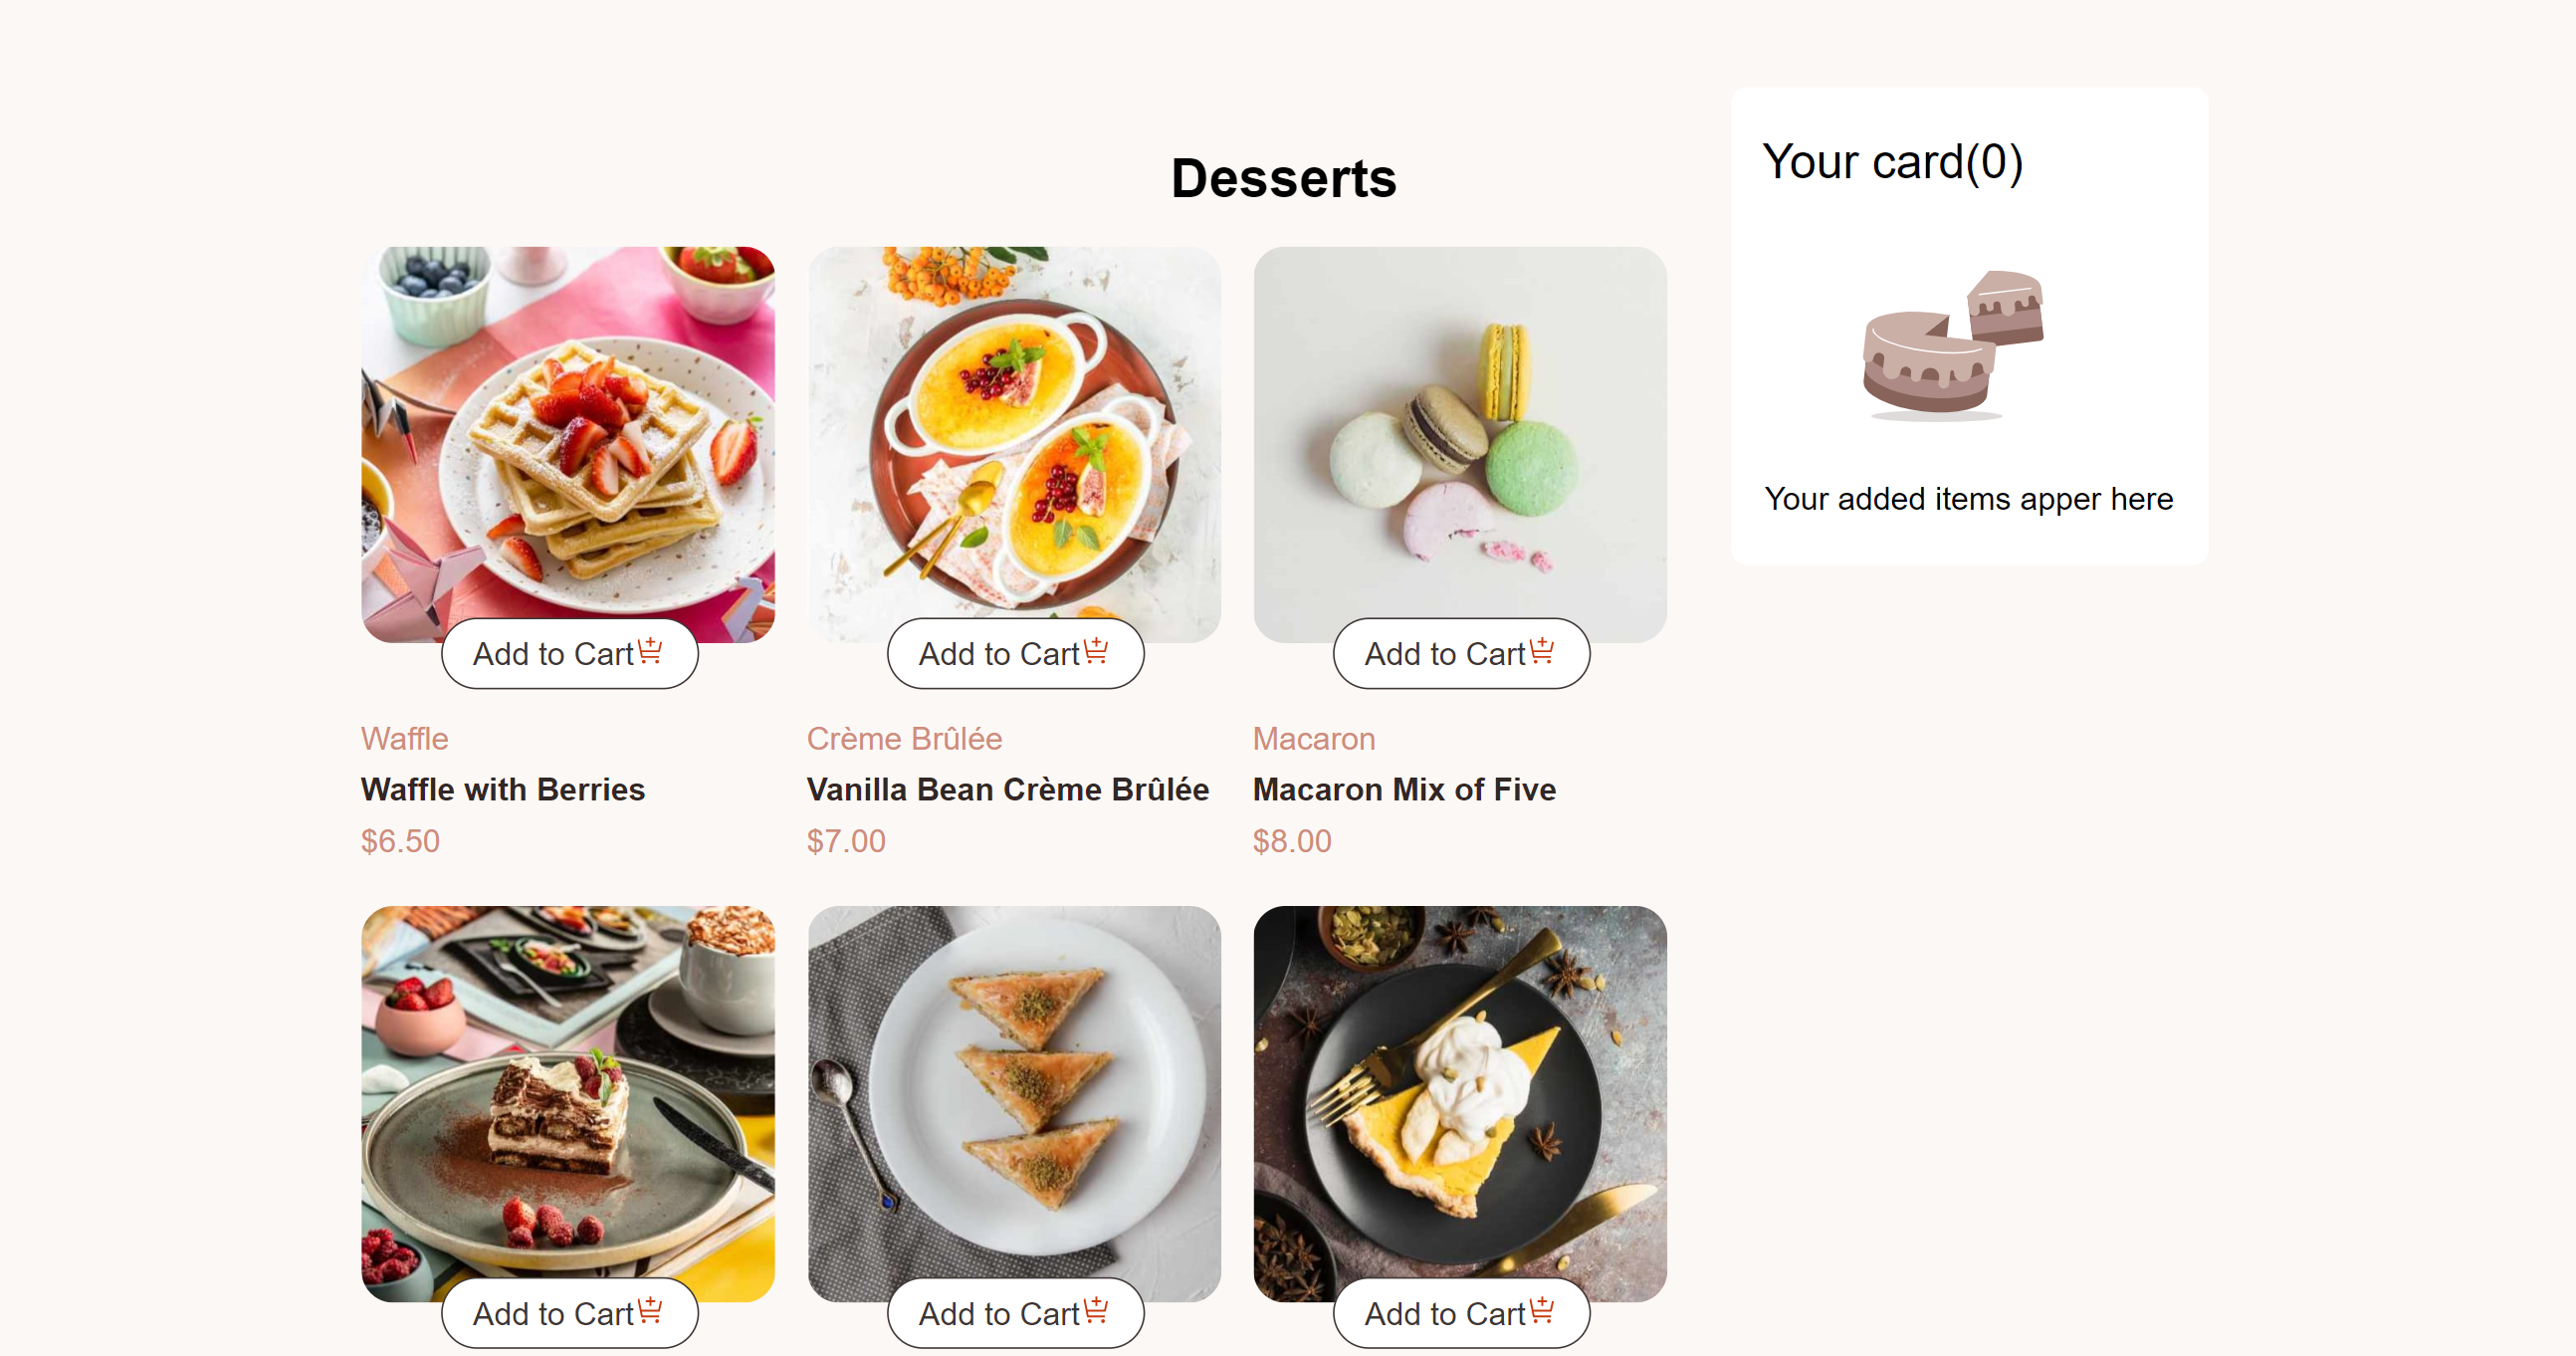 Desserts
Your card(0)
Your added items apper here
Add to Cart
Add to Cart
Add to Cart
Waffle
Waffle with Berries
$6.50
Crème Brûlée
Vanilla Bean Crème Brûlée
$7.00
Macaron
Macaron Mix of Five
$8.00
Add to Cart
Add to Cart
Add to Cart